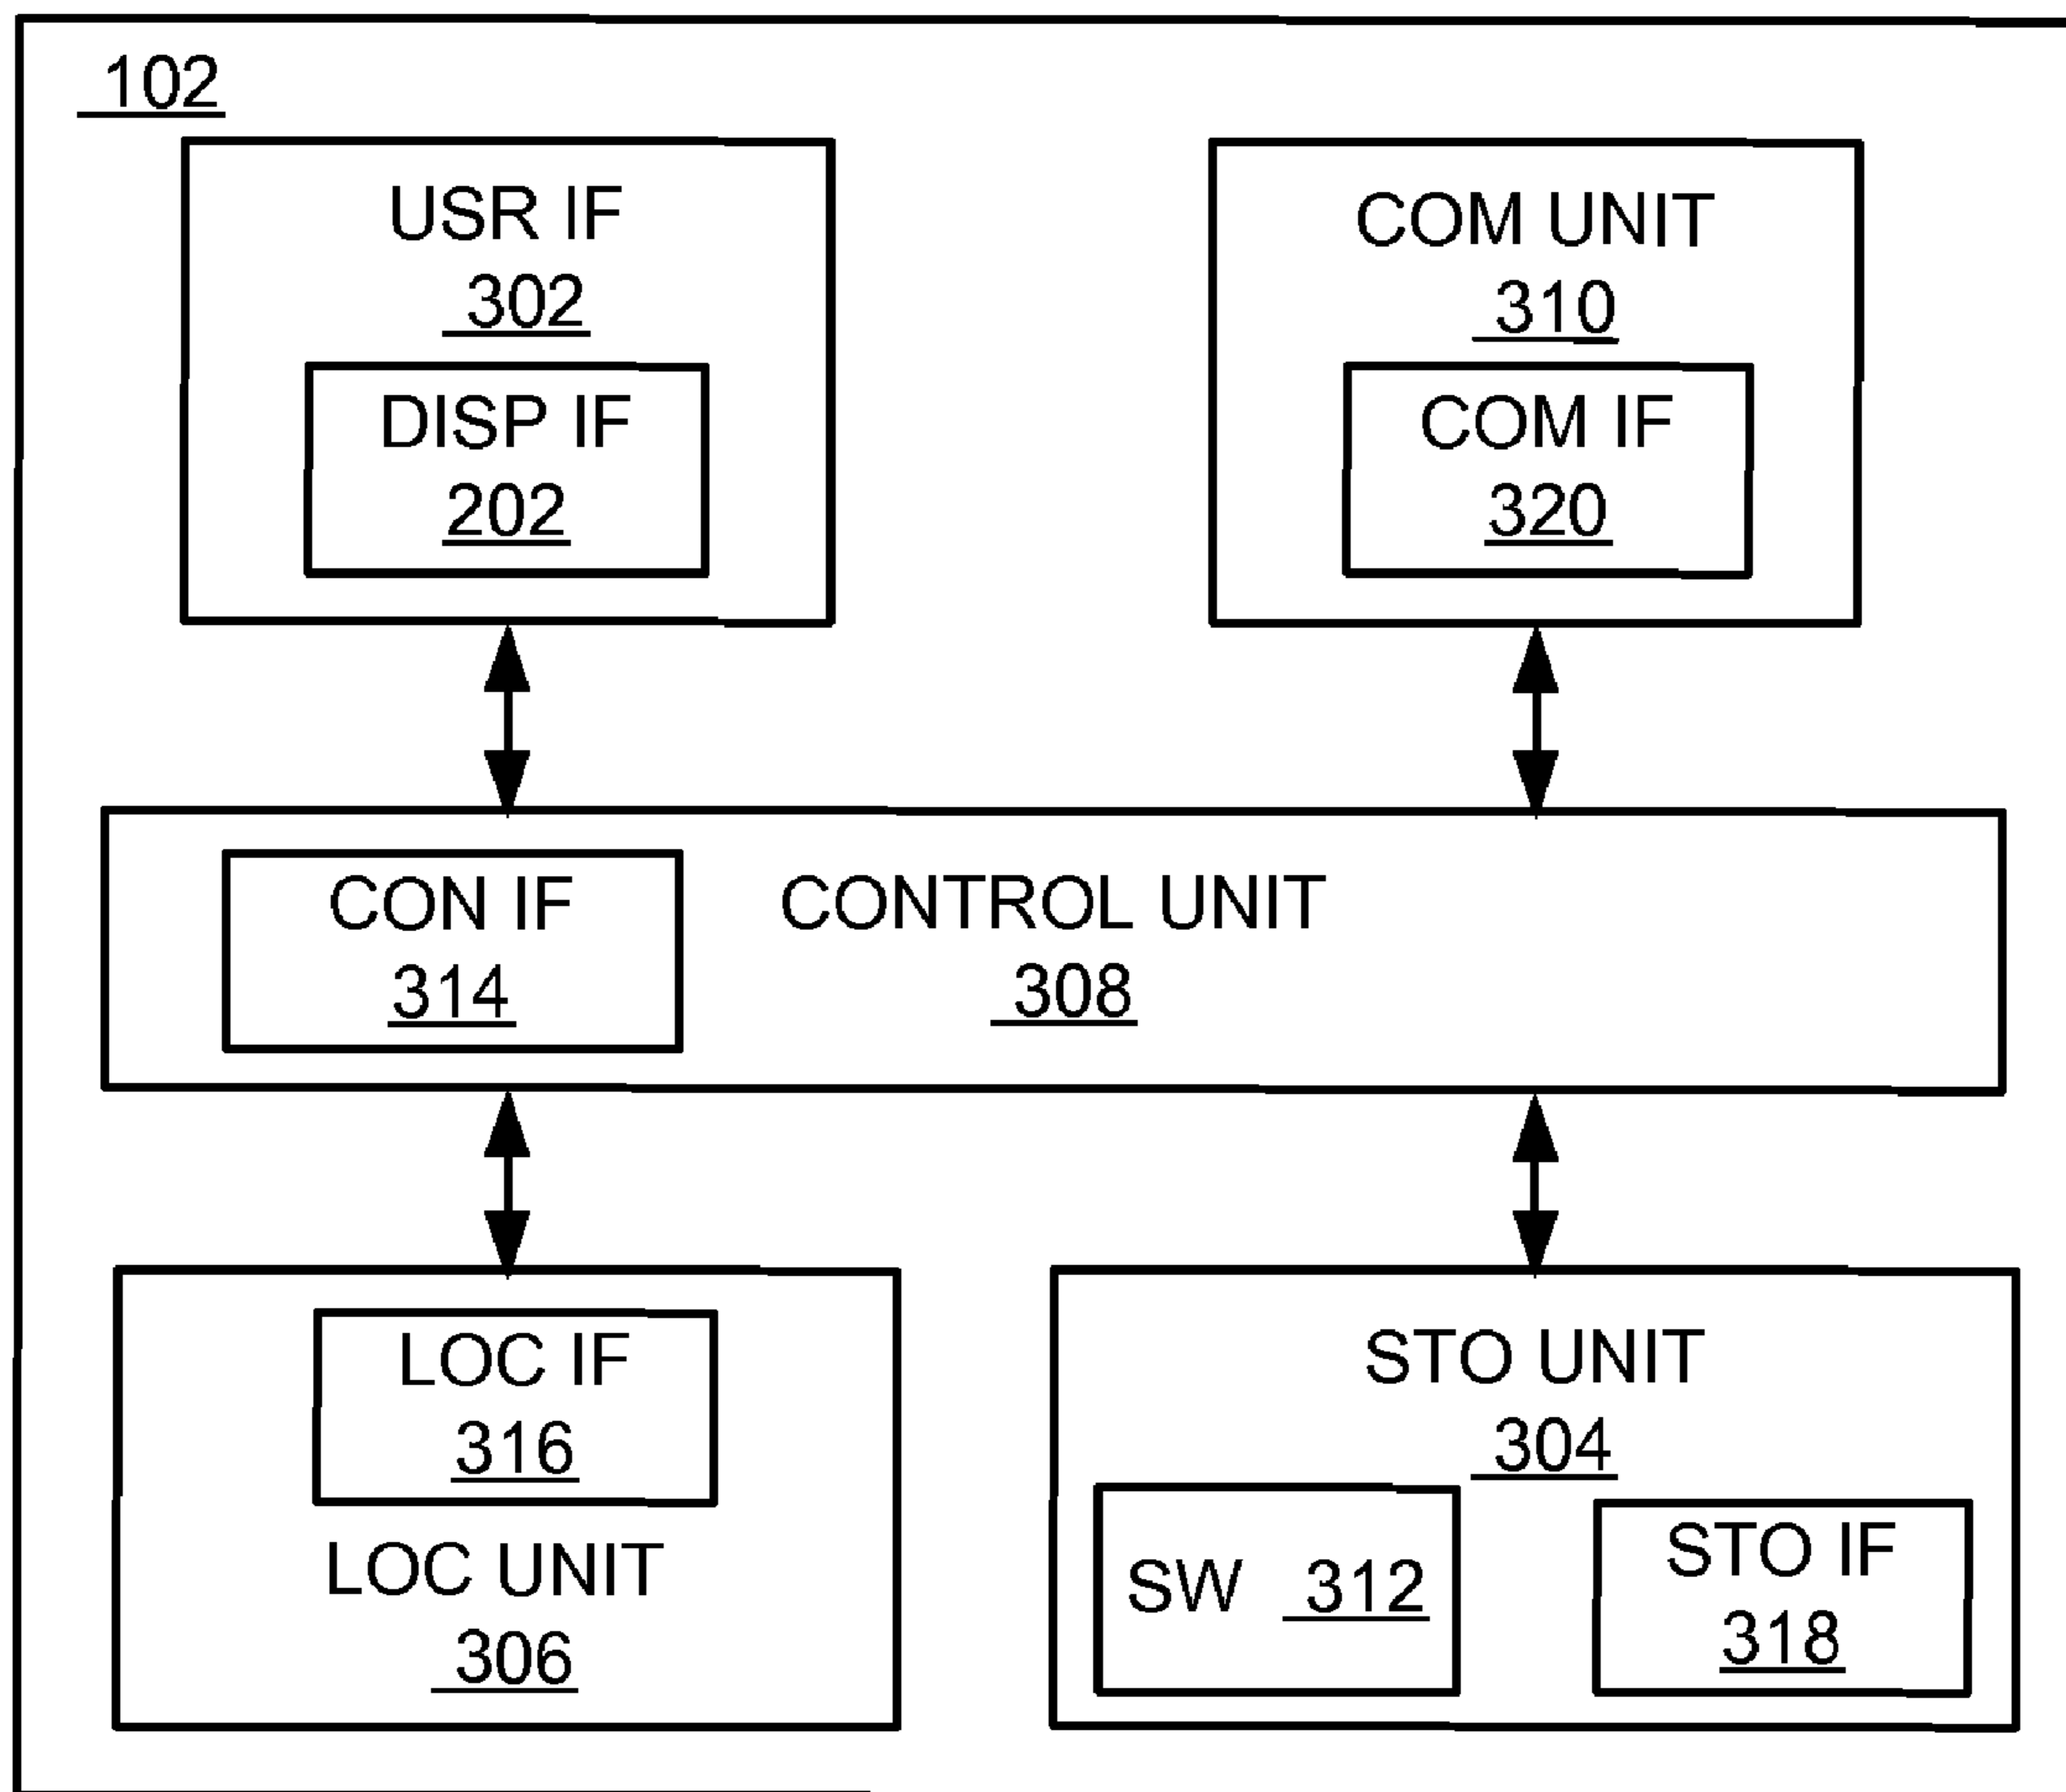 102
USR IF
302
DISP IF
202
COM UNIT
310
COM IF
320
CON IF
314
CONTROL UNIT
308
LOC IF
316
LOC UNIT
306
STO UNIT
304
SW 312
STO IF
318